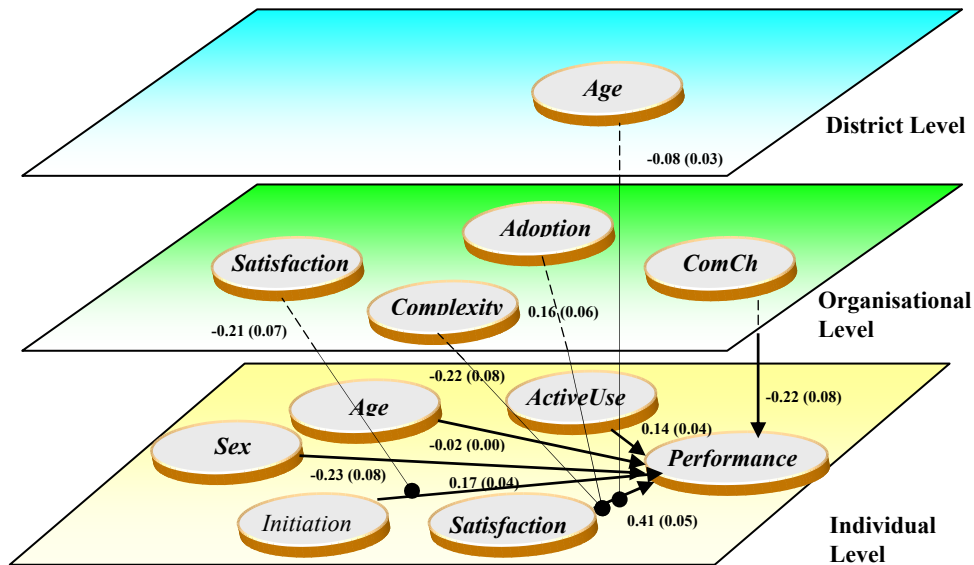 Age
District Level
-0.08 (0.03)
Adoption
Satisfaction
ComCh
Complexity
0.16 (0.06)
Organisational
Level
-0.21 (0.07)
-0.22 (0.08)
ActiveUse
-0.22 (0.08)
Age
0.14 (0.04)
Sex
-0.02 (0.00)
Performance
-0.23 (0.08)
0.17 (0.04)
Initiation
Satisfaction
0.41 (0.05)
Individual
Level